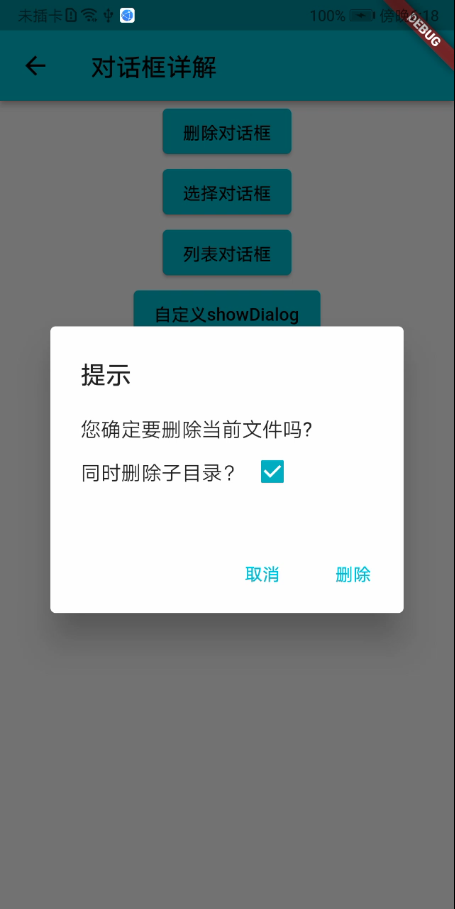 未插卡 100% 傍晚
DEBUG
对话框详解
删除对话框
选择对话框
列表对话框
自定义showDialog
提示
您确定要删除当前文件吗?
同时删除子目录?
取消 删除